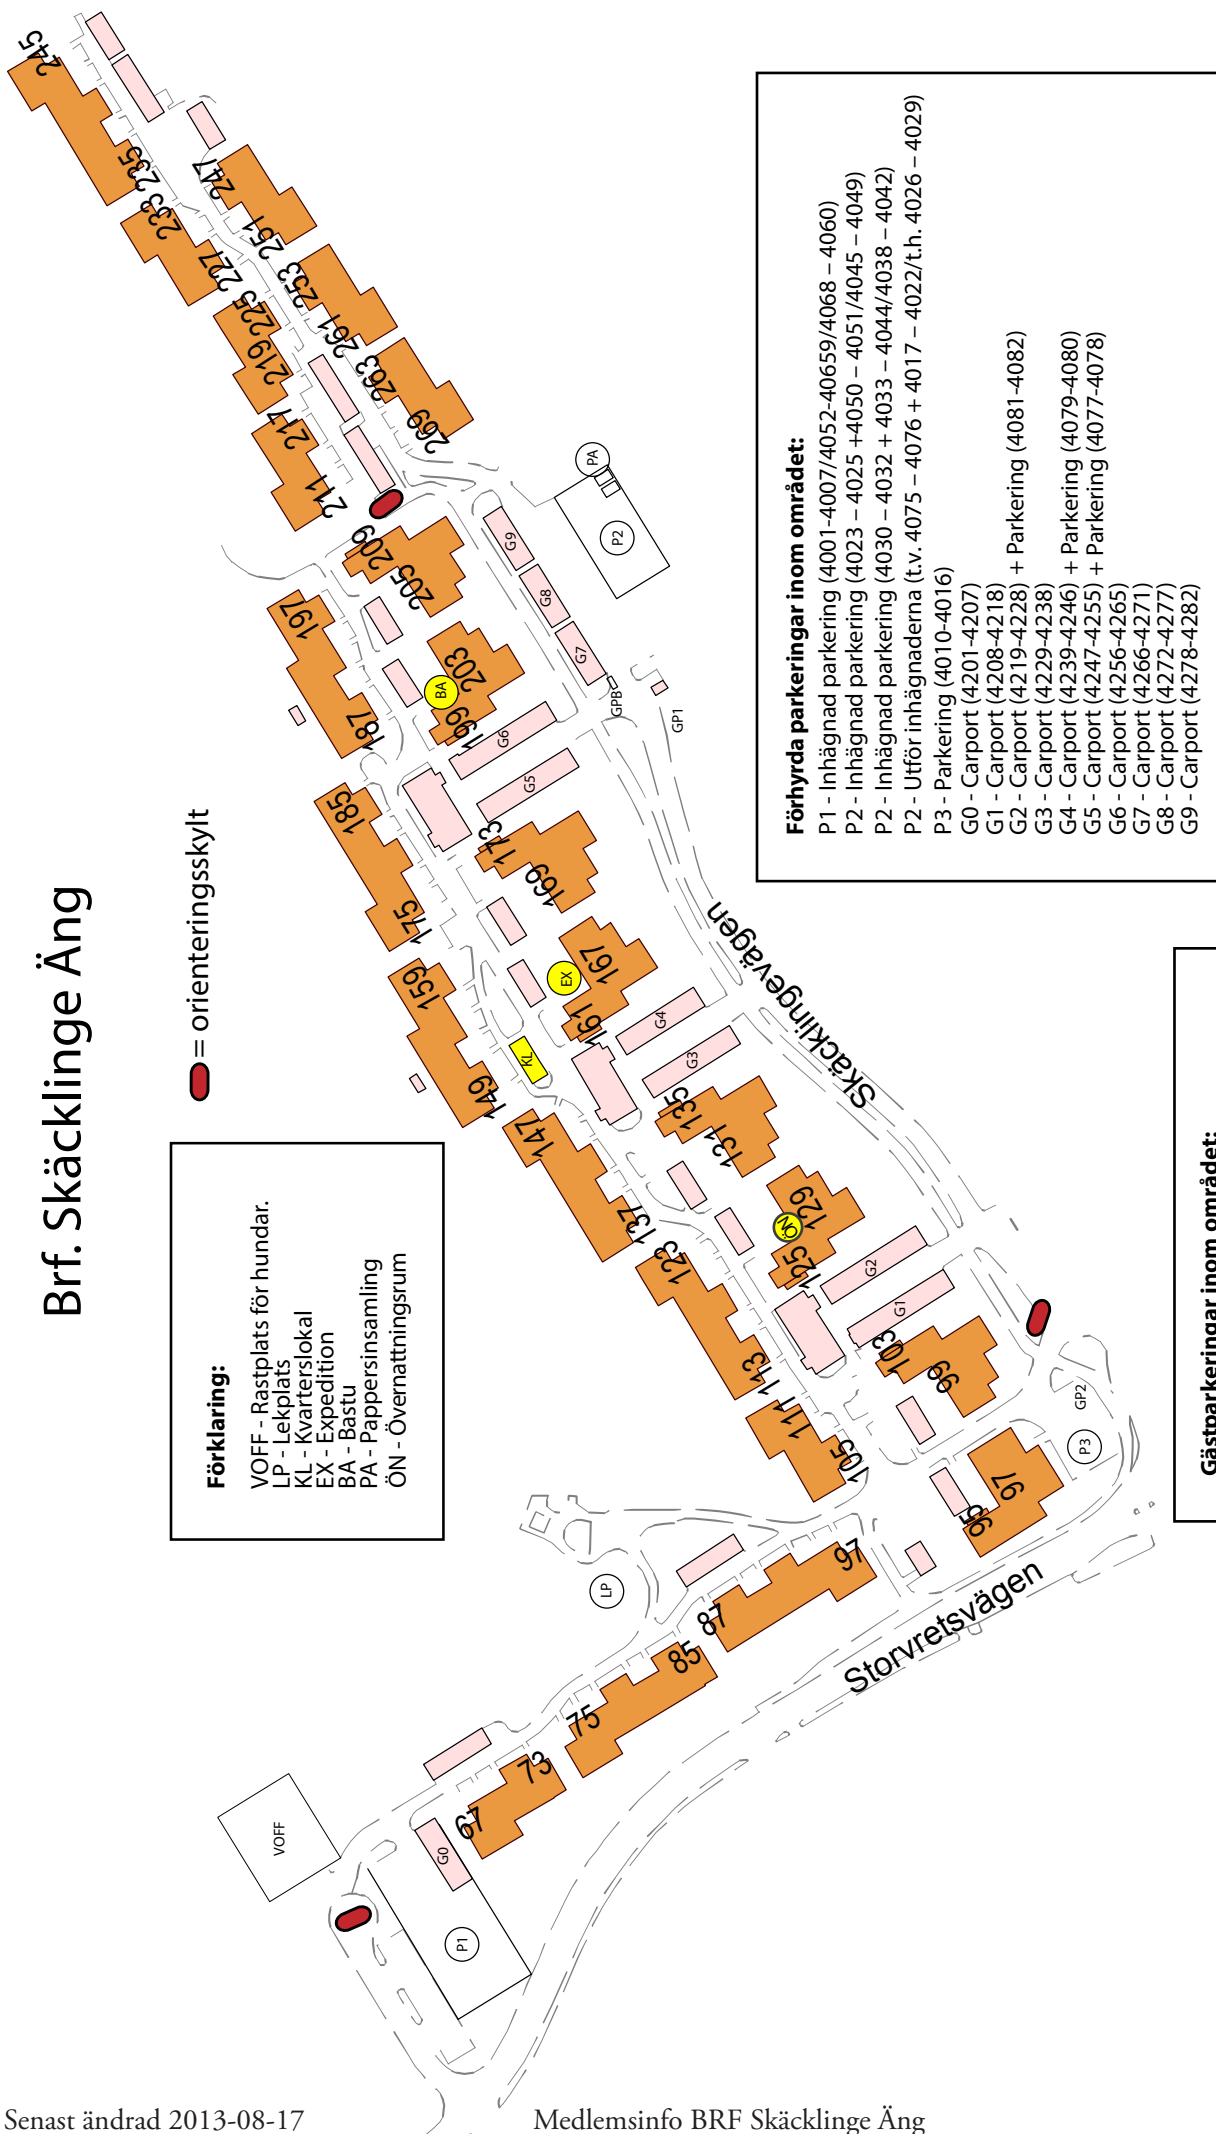 Brf. Skäcklinge Äng
= orienteringsskylt
Förklaring:
VOFF - Rastplats för hundar.
LP - Lekplats
KL - Kvarterslokal
EX - Expedition
BA - Bastu
PA - Pappersinsamling
ÖN - Övernattningsrum
245
235
233
227
225
219
217
211
247
251
253
261
263
269
209
205
203
199
BA
197
187
185
175
173
169
167
161
EX
159
149
KL
147
137
135
131
129
125
ÖN
123
113
111
105
103
99
97
95
97
87
85
75
73
67
G9
G8
G7
G6
G5
G4
G3
G2
G1
G0
PA
P2
GPB
GP1
GP2
P3
LP
VOFF
P1
Skäcklingevägen
Storvretsvägen
Förhyrda parkeringar inom området:
P1 - Inhägnad parkering (4001-4007/4052-40659/4068 – 4060)
P2 - Inhägnad parkering (4023 – 4025 +4050 – 4051/4045 – 4049)
P2 - Inhägnad parkering (4030 – 4032 + 4033 – 4044/4038 – 4042)
P2 - Utför inhägnaderna (t.v. 4075 – 4076 + 4017 – 4022/t.h. 4026 – 4029)
P3 - Parkering (4010-4016)
G0 - Carport (4201-4207)
G1 - Carport (4208-4218)
G2 - Carport (4219-4228) + Parkering (4081-4082)
G3 - Carport (4229-4238)
G4 - Carport (4239-4246) + Parkering (4079-4080)
G5 - Carport (4247-4255) + Parkering (4077-4078)
G6 - Carport (4256-4265)
G7 - Carport (4266-4271)
G8 - Carport (4272-4277)
G9 - Carport (4278-4282)
Gästparkeringar inom området:
Senast ändrad 2013-08-17
Medlemsinfo BRF Skäcklinge Äng